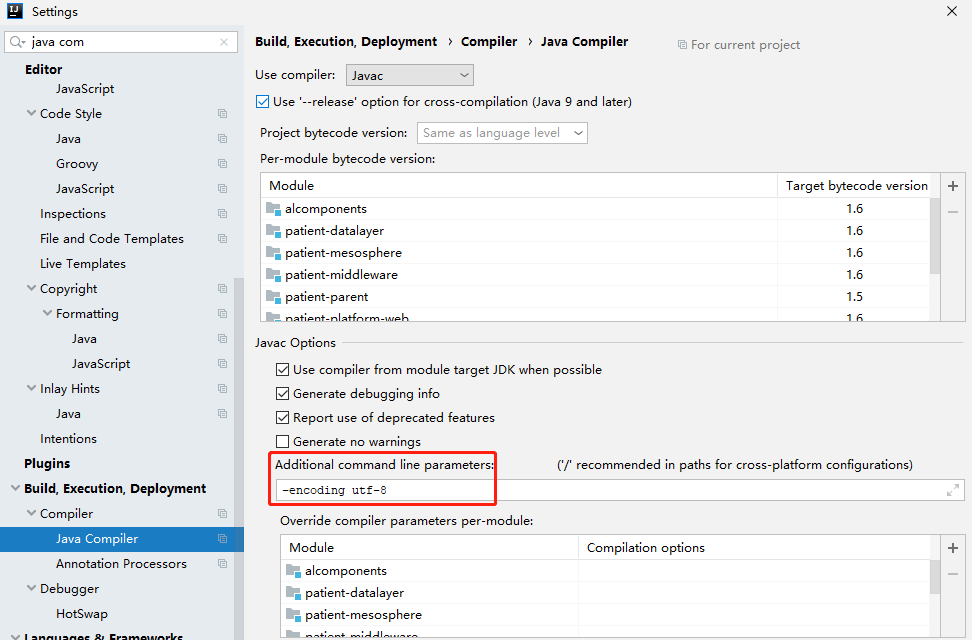 Settings
java com
Editor
JavaScript
Code Style
Java
Groovy
JavaScript
Inspections
File and Code Templates
Live Templates
Copyright
Formatting
Java
JavaScript
Inlay Hints
Java
Intentions
Plugins
Build, Execution, Deployment
Compiler
Java Compiler
Annotation Processors
Debugger
HotSwap
Languages & Frameworks
Build, Execution, Deployment › Compiler › Java Compiler For current project
Use compiler: Javac
Use '--release' option for cross-compilation (Java 9 and later)
Project bytecode version: Same as language level
Per-module bytecode version:
Module Target bytecode version
alcomponents 1.6
patient-datalayer 1.6
patient-mesosphere 1.6
patient-middleware 1.6
patient-parent 1.5
patient-platform-web 1.6
Javac Options
Use compiler from module target JDK when possible
Generate debugging info
Report use of deprecated features
Generate no warnings
Additional command line parameters: ('/' recommended in paths for cross-platform configurations)
-encoding utf-8
Override compiler parameters per-module:
Module Compilation options
alcomponents
patient-datalayer
patient-mesosphere
patient-middleware